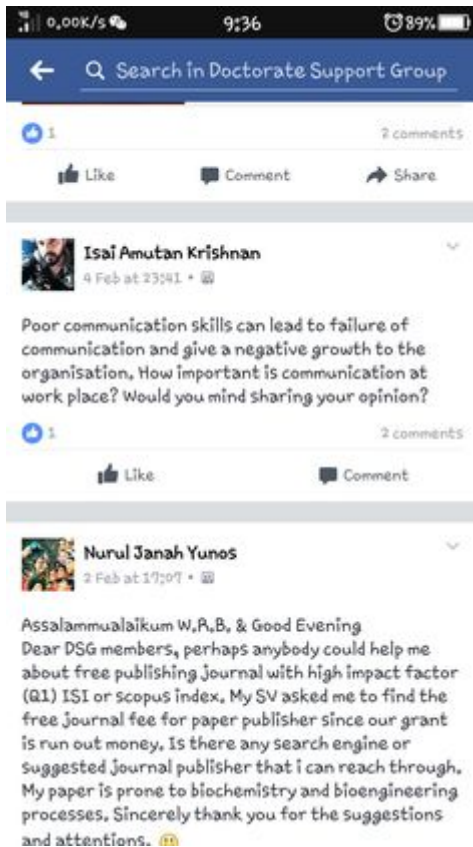 0.00K/s 9:36 89%
Search in Doctorate Support Group
1 2 comments
Like Comment Share
Isai Amutan Krishnan
4 Feb at 23:41 •
Poor communication skills can lead to failure of
communication and give a negative growth to the
organisation. How important is communication at
work place? Would you mind sharing your opinion?
1 2 comments
Like Comment
Nurul Janah Yunos
2 Feb at 17:07 •
Assalammualaikum W.R.B. & Good Evening
Dear DSG members, perhaps anybody could help me
about free publishing journal with high impact factor
(Q1) ISI or scopus index. My SV asked me to find the
free journal fee for paper publisher since our grant
is run out money. Is there any search engine or
suggested journal publisher that i can reach through.
My paper is prone to biochemistry and bioengineering
processes. Sincerely thank you for the suggestions
and attentions. 🙂